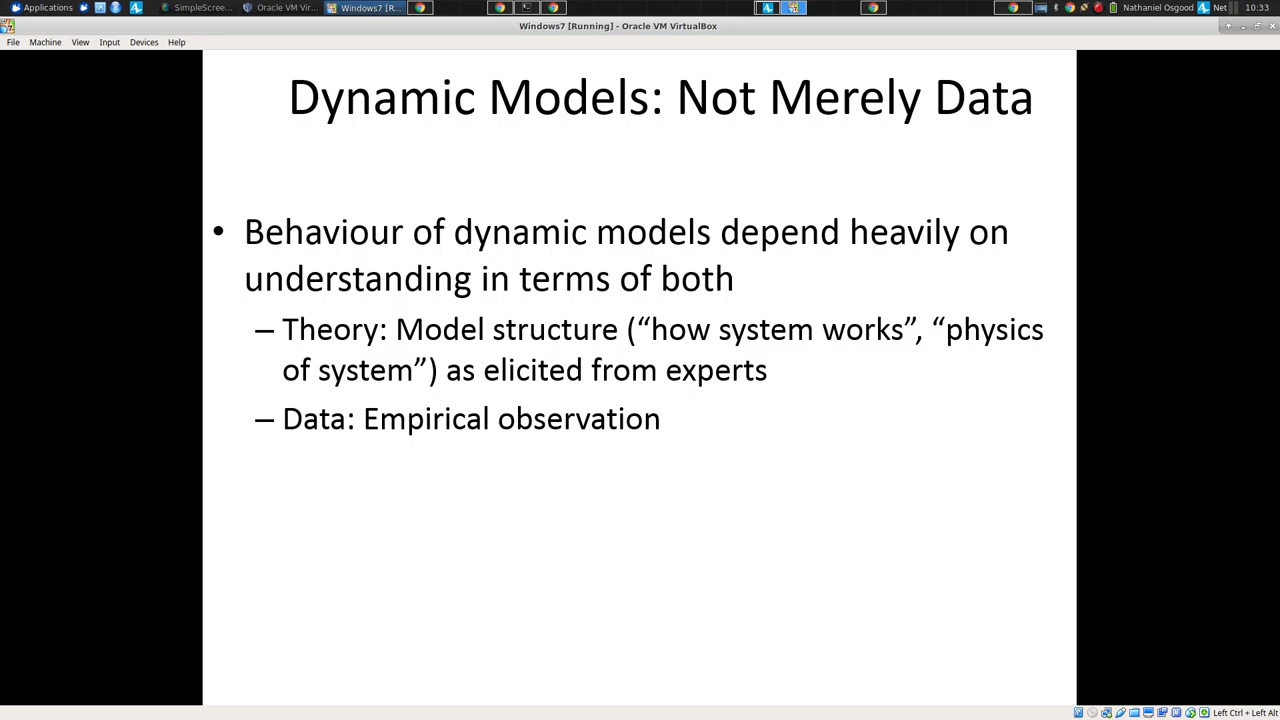 Applications
SimpleScree...
Oracle VM Vir...
Windows7 [R...
Nathaniel Osgood
Net
10:33
Windows7 [Running] - Oracle VM VirtualBox
File Machine View Input Devices Help
Dynamic Models: Not Merely Data
• Behaviour of dynamic models depend heavily on
understanding in terms of both
– Theory: Model structure (“how system works”, “physics
of system”) as elicited from experts
– Data: Empirical observation
Left Ctrl + Left Alt